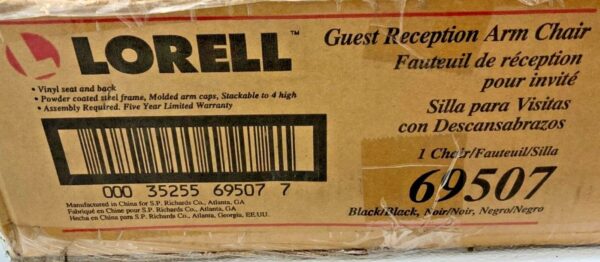 LORELL™
Guest Reception Arm Chair
Fauteuil de réception
pour invité
Silla para Visitas
con Descansabrazos
• Vinyl seat and back
• Powder coated steel frame, Molded arm caps, Stackable to 4 high
• Assembly Required. Five Year Limited Warranty
000 35255 69507 7
Manufactured in China for S.P. Richards Co., Atlanta, GA
Fabriqué en Chine pour S.P. Richards Co., Atlanta, GA
Hecha en China para S.P. Richards Co., Atlanta, Georgia, EE.UU.
1 Chair/Fauteuil/Silla
69507
Black/Black, Noir/Noir, Negro/Negro